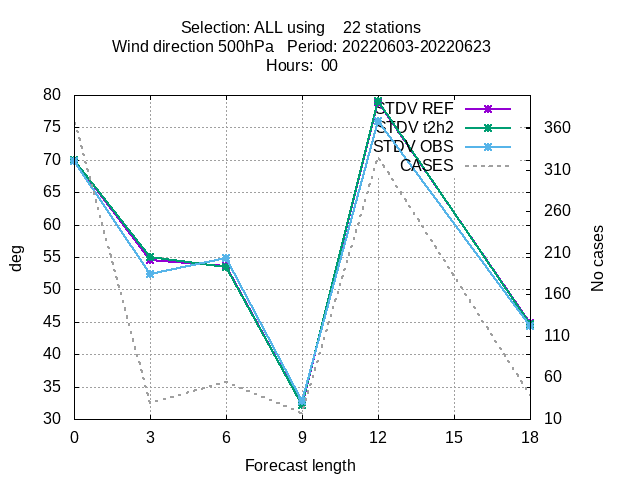 Selection: ALL using    22 stations
Wind direction 500hPa   Period: 20220603-20220623
Hours:  00
80
75
70
65
60
55
50
45
40
35
30
deg
STDV REF
STDV t2h2
STDV OBS
CASES
360
310
260
210
160
110
60
10
No cases
0 3 6 9 12 15 18
Forecast length